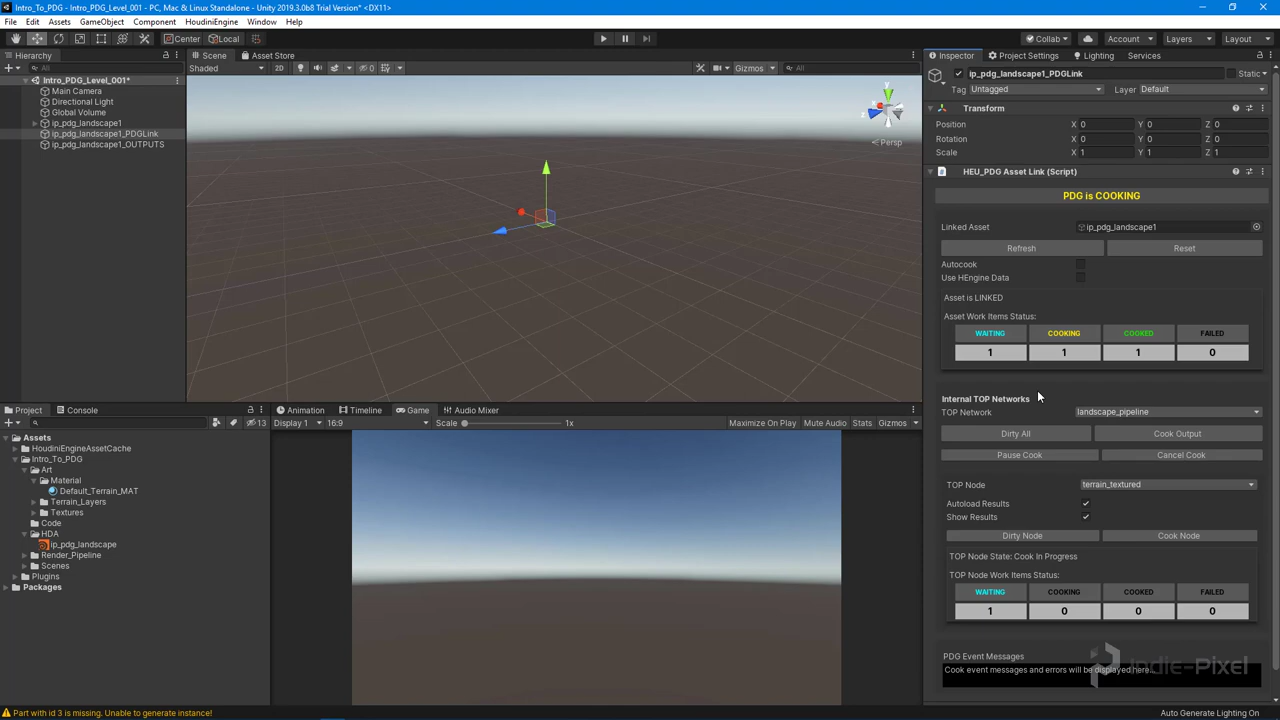 Intro_To_PDG - Intro_PDG_Level_001 - PC, Mac & Linux Standalone - Unity 2019.3.0b8 Trial Version* <DX11>
File Edit Assets GameObject Component HoudiniEngine Window Help
Center Local Collab Account Layers Layout
Hierarchy
All
Intro_PDG_Level_001*
Main Camera
Directional Light
Global Volume
ip_pdg_landscape1
ip_pdg_landscape1_PDGLink
ip_pdg_landscape1_OUTPUTS
Scene Asset Store
Shaded 2D 0 Gizmos All
y
x
z
Persp
Project Console
13
Assets
HoudiniEngineAssetCache
Intro_To_PDG
Art
Material
Default_Terrain_MAT
Terrain_Layers
Textures
Code
HDA
ip_pdg_landscape
Render_Pipeline
Scenes
Plugins
Packages
Animation Timeline Game Audio Mixer
Display 1 16:9 Scale 1x Maximize On Play Mute Audio Stats Gizmos
Inspector Project Settings Lighting Services
ip_pdg_landscape1_PDGLink Static
Tag Untagged Layer Default
Transform
Position X 0 Y 0 Z 0
Rotation X 0 Y 0 Z 0
Scale X 1 Y 1 Z 1
HEU_PDG Asset Link (Script)
PDG is COOKING
Linked Asset ip_pdg_landscape1
Refresh Reset
Autocook
Use HEngine Data
Asset is LINKED
Asset Work Items Status:
WAITING COOKING COOKED FAILED
1 1 1 0
Internal TOP Networks
TOP Network landscape_pipeline
Dirty All Cook Output
Pause Cook Cancel Cook
TOP Node terrain_textured
Autoload Results
Show Results
Dirty Node Cook Node
TOP Node State: Cook In Progress
TOP Node Work Items Status:
WAITING COOKING COOKED FAILED
1 0 0 0
PDG Event Messages
Cook event messages and errors will be displayed here...
Indie-Pixel
Part with id 3 is missing. Unable to generate instance!
Auto Generate Lighting On